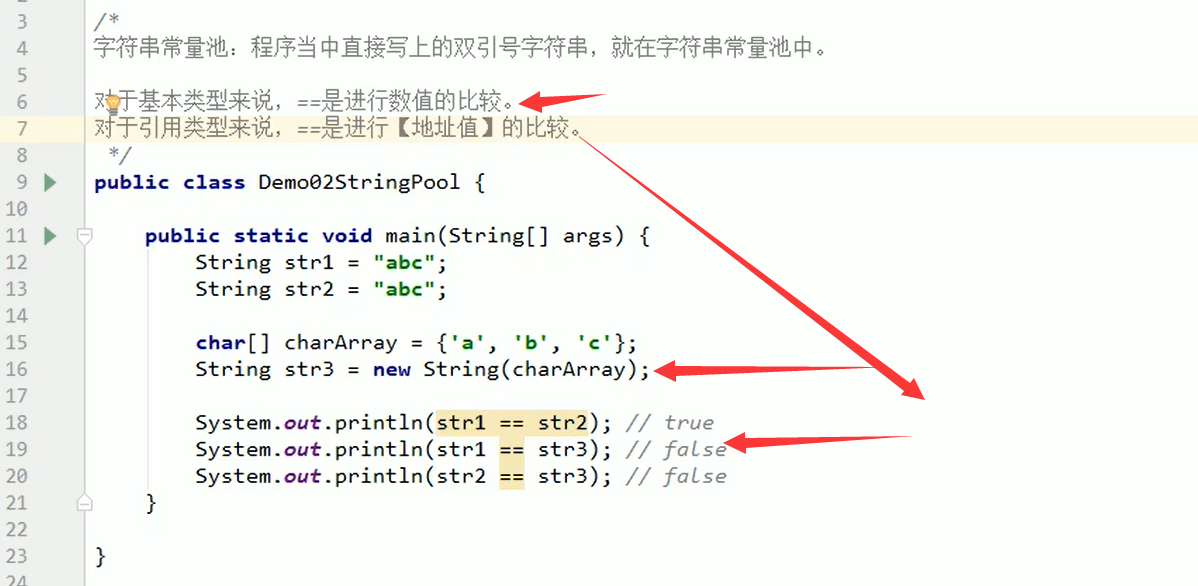 3 /*
4 字符串常量池：程序当中直接写上的双引号字符串，就在字符串常量池中。
5
6 对于基本类型来说，==是进行数值的比较。
7 对于引用类型来说，==是进行【地址值】的比较。
8 */
9 public class Demo02StringPool {
10
11 public static void main(String[] args) {
12 String str1 = "abc";
13 String str2 = "abc";
14
15 char[] charArray = {'a', 'b', 'c'};
16 String str3 = new String(charArray);
17
18 System.out.println(str1 == str2); // true
19 System.out.println(str1 == str3); // false
20 System.out.println(str2 == str3); // false
21 }
22
23 }
24